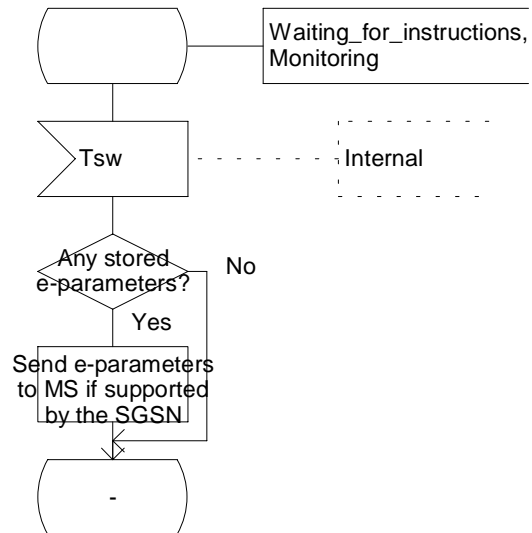 Waiting_for_instructions,
Monitoring
Tsw
Internal
Any stored
e-parameters?
No
Yes
Send e-parameters
to MS if supported
by the SGSN
-